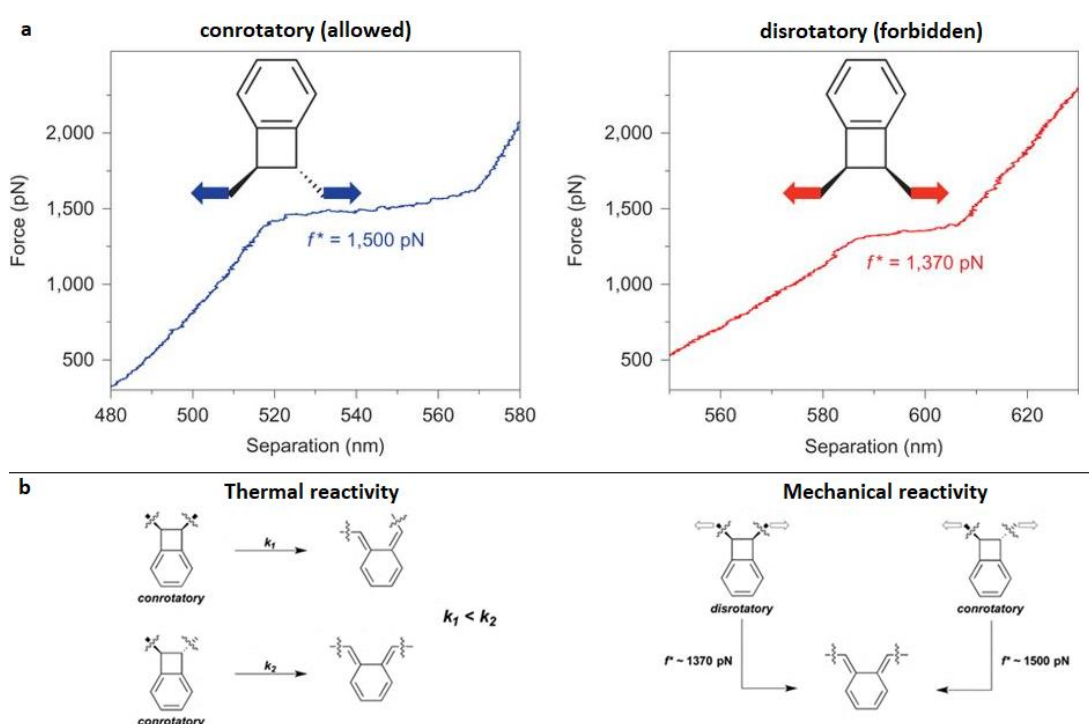 a
conrotatory (allowed)
disrotatory (forbidden)
Force (pN)
2,000
1,500
1,000
500
f* = 1,500 pN
480
500
520
540
560
580
Separation (nm)
Force (pN)
2,000
1,500
1,000
500
f* = 1,370 pN
560
580
600
620
Separation (nm)
b
Thermal reactivity
Mechanical reactivity
k1
conrotatory
k1 < k2
k2
conrotatory
disrotatory
conrotatory
f* ~ 1370 pN
f* ~ 1500 pN